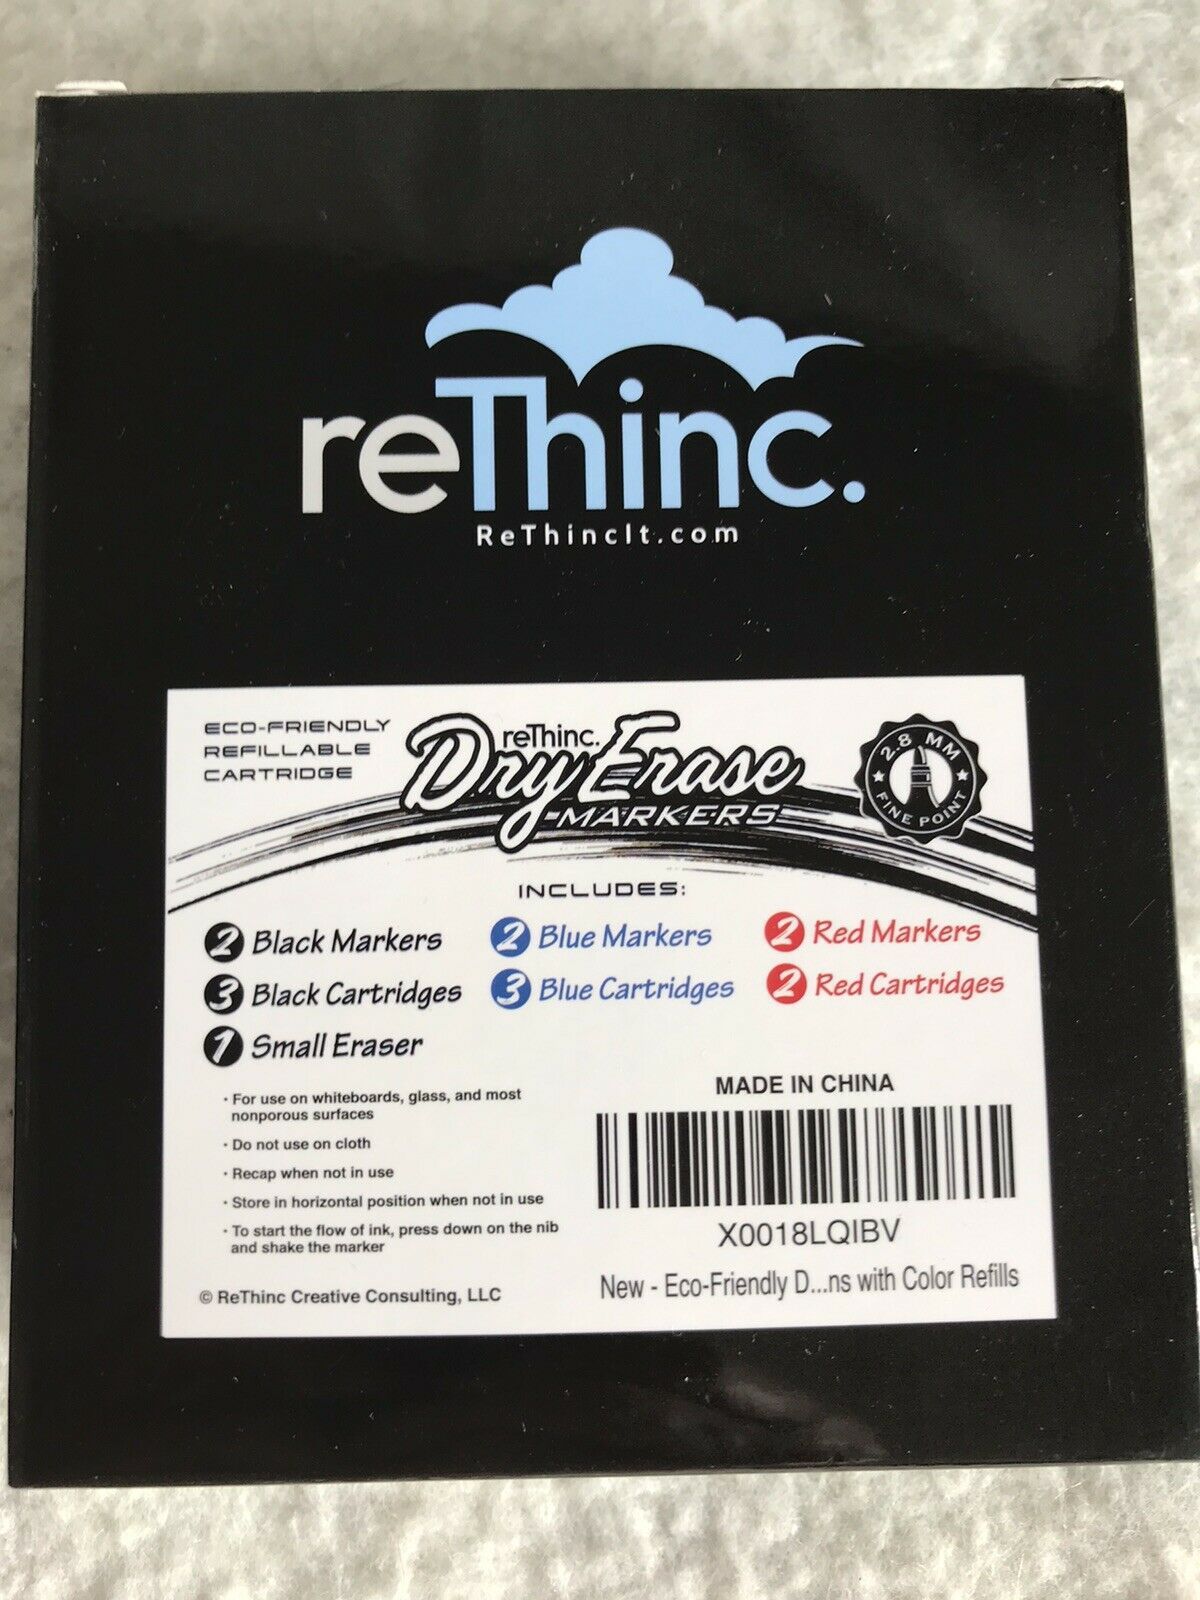 reThinc.
ReThincIt.com
ECO-FRIENDLY
REFILLABLE
CARTRIDGE
reThinc.
Dry Erase
MARKERS
2.8 MM
FINE POINT
INCLUDES:
2 Black Markers
2 Blue Markers
2 Red Markers
3 Black Cartridges
3 Blue Cartridges
2 Red Cartridges
1 Small Eraser
· For use on whiteboards, glass, and most
nonporous surfaces
· Do not use on cloth
· Recap when not in use
· Store in horizontal position when not in use
· To start the flow of ink, press down on the nib
and shake the marker
© ReThinc Creative Consulting, LLC
MADE IN CHINA
X0018LQIBV
New - Eco-Friendly D...ns with Color Refills